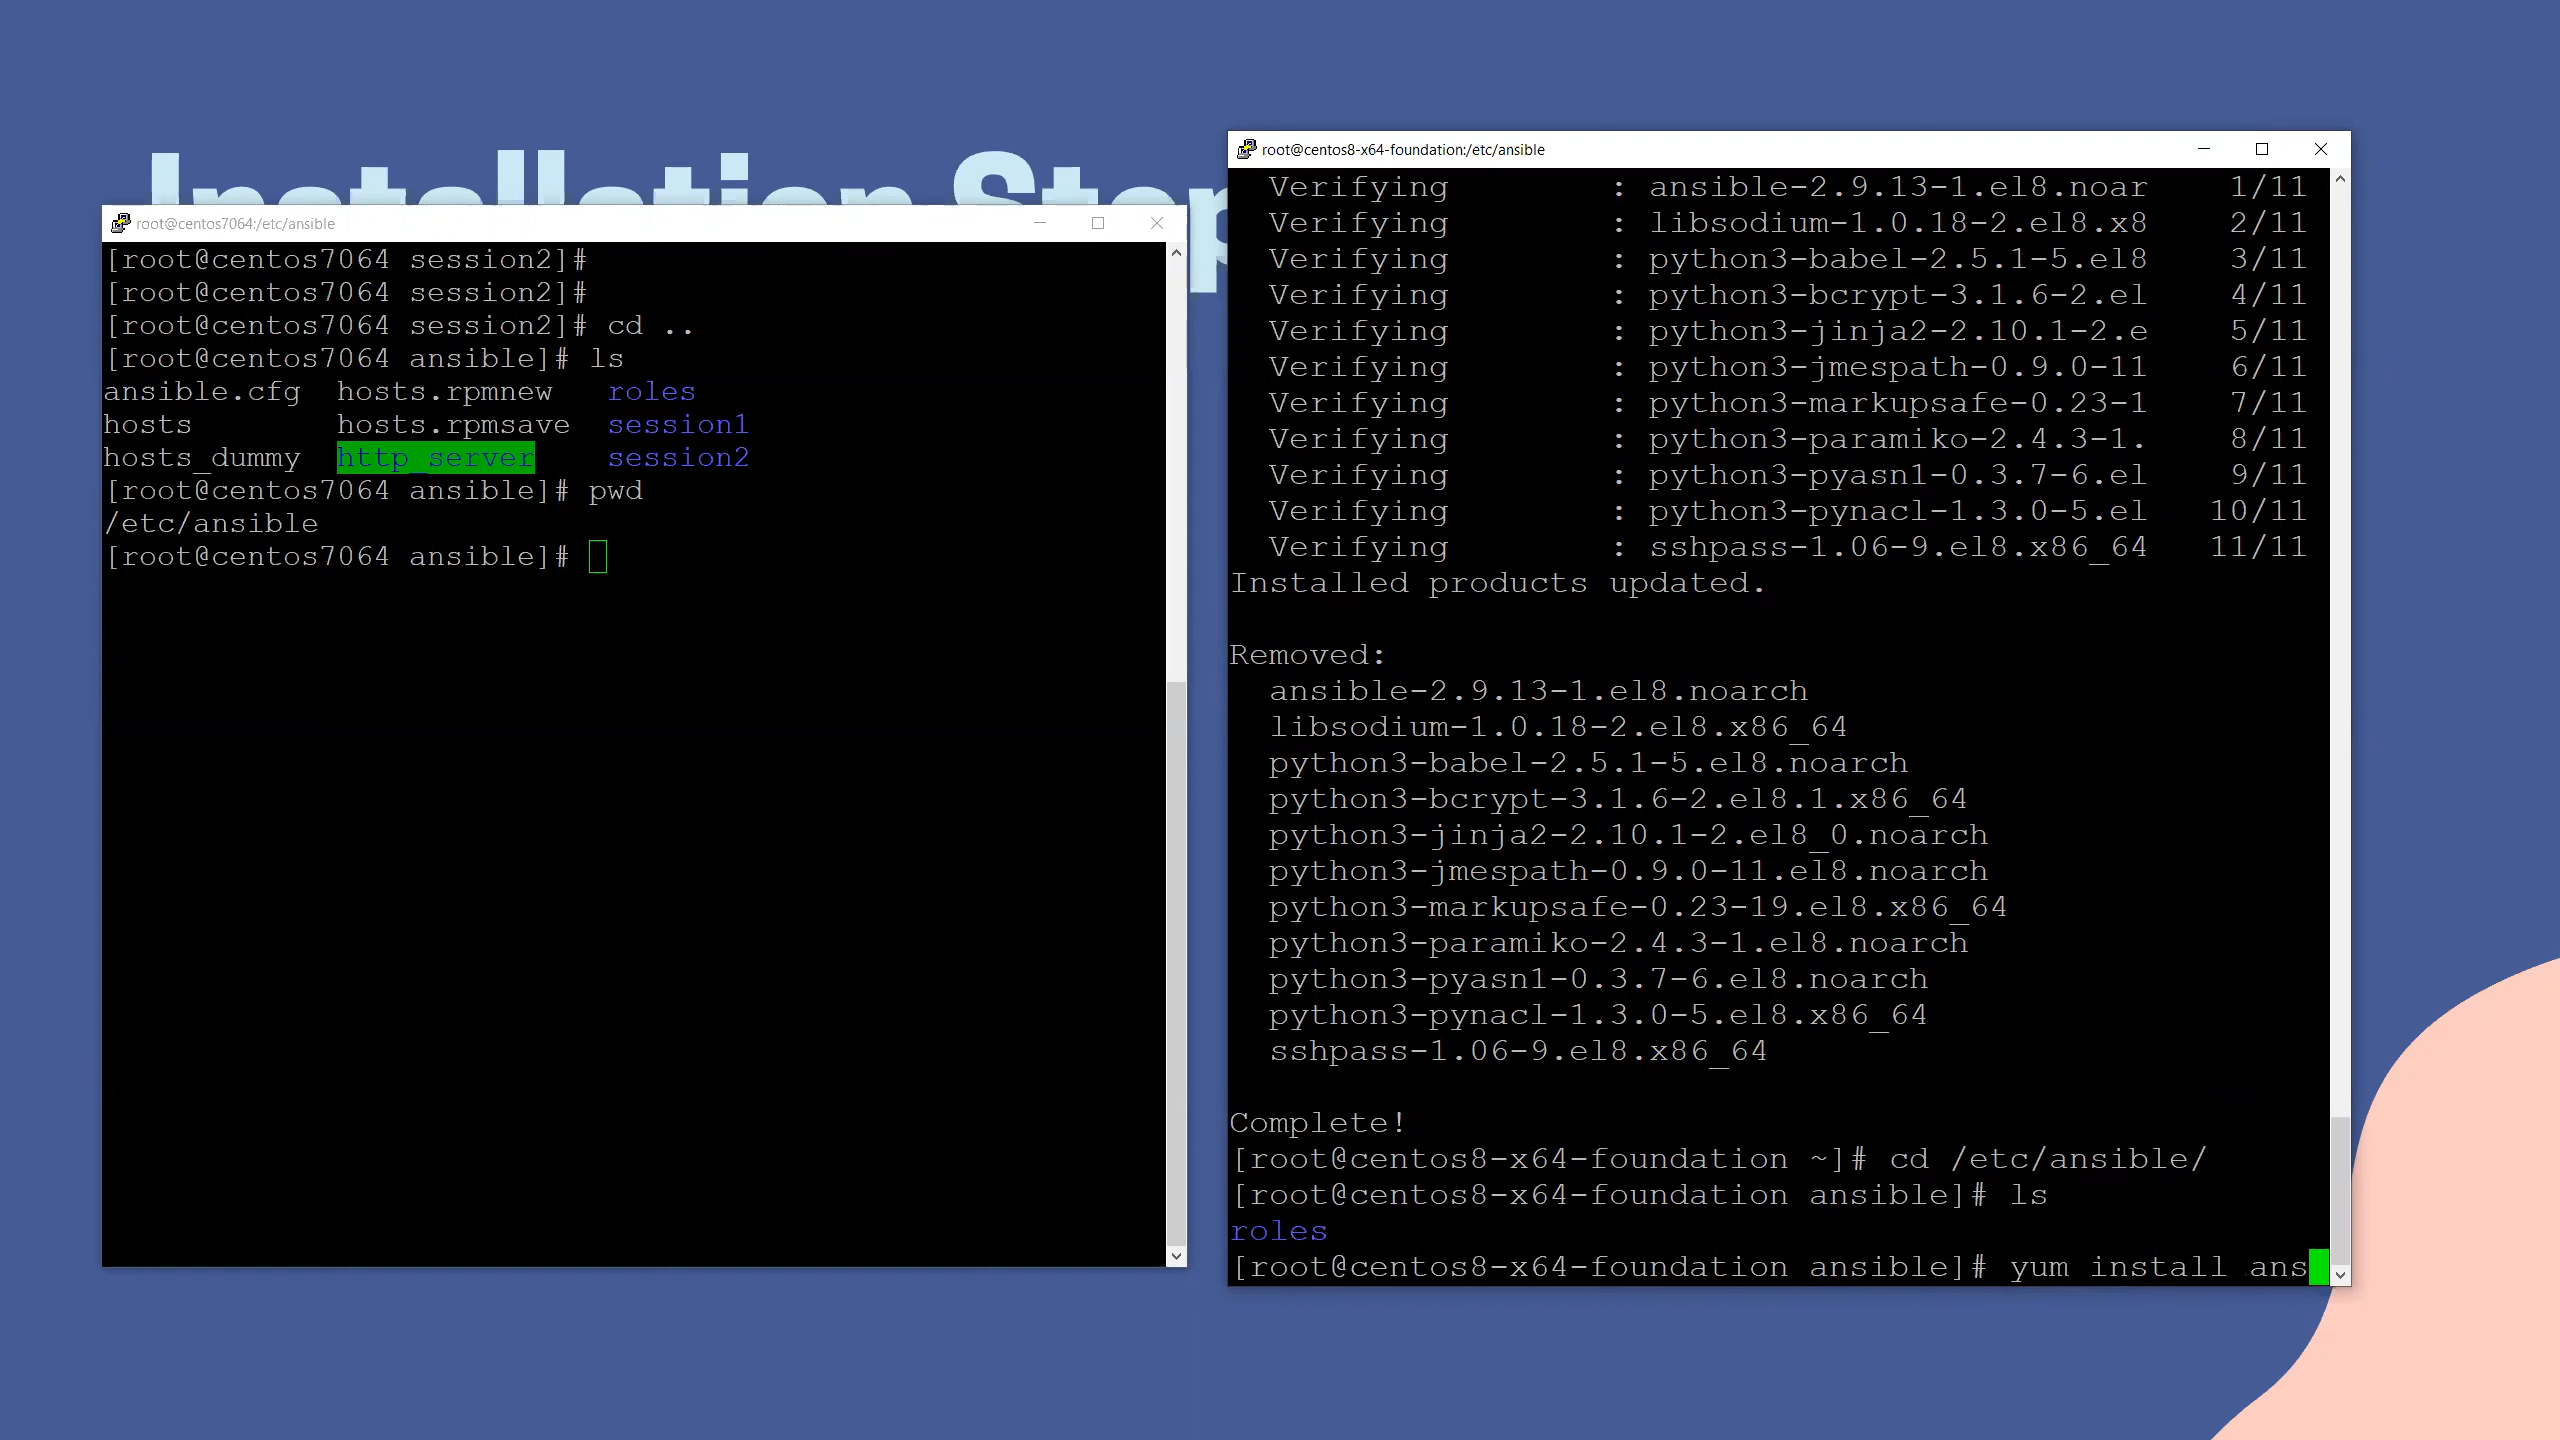 Installation Step
root@centos7064:/etc/ansible
[root@centos7064 session2]#
[root@centos7064 session2]#
[root@centos7064 session2]# cd ..
[root@centos7064 ansible]# ls
ansible.cfg hosts.rpmnew roles
hosts hosts.rpmsave session1
hosts_dummy http_server session2
[root@centos7064 ansible]# pwd
/etc/ansible
[root@centos7064 ansible]#
root@centos8-x64-foundation:/etc/ansible
Verifying : ansible-2.9.13-1.el8.noar 1/11
Verifying : libsodium-1.0.18-2.el8.x8 2/11
Verifying : python3-babel-2.5.1-5.el8 3/11
Verifying : python3-bcrypt-3.1.6-2.el 4/11
Verifying : python3-jinja2-2.10.1-2.e 5/11
Verifying : python3-jmespath-0.9.0-11 6/11
Verifying : python3-markupsafe-0.23-1 7/11
Verifying : python3-paramiko-2.4.3-1. 8/11
Verifying : python3-pyasn1-0.3.7-6.el 9/11
Verifying : python3-pynacl-1.3.0-5.el 10/11
Verifying : sshpass-1.06-9.el8.x86_64 11/11
Installed products updated.
Removed:
ansible-2.9.13-1.el8.noarch
libsodium-1.0.18-2.el8.x86_64
python3-babel-2.5.1-5.el8.noarch
python3-bcrypt-3.1.6-2.el8.1.x86_64
python3-jinja2-2.10.1-2.el8_0.noarch
python3-jmespath-0.9.0-11.el8.noarch
python3-markupsafe-0.23-19.el8.x86_64
python3-paramiko-2.4.3-1.el8.noarch
python3-pyasn1-0.3.7-6.el8.noarch
python3-pynacl-1.3.0-5.el8.x86_64
sshpass-1.06-9.el8.x86_64
Complete!
[root@centos8-x64-foundation ~]# cd /etc/ansible/
[root@centos8-x64-foundation ansible]# ls
roles
[root@centos8-x64-foundation ansible]# yum install ans